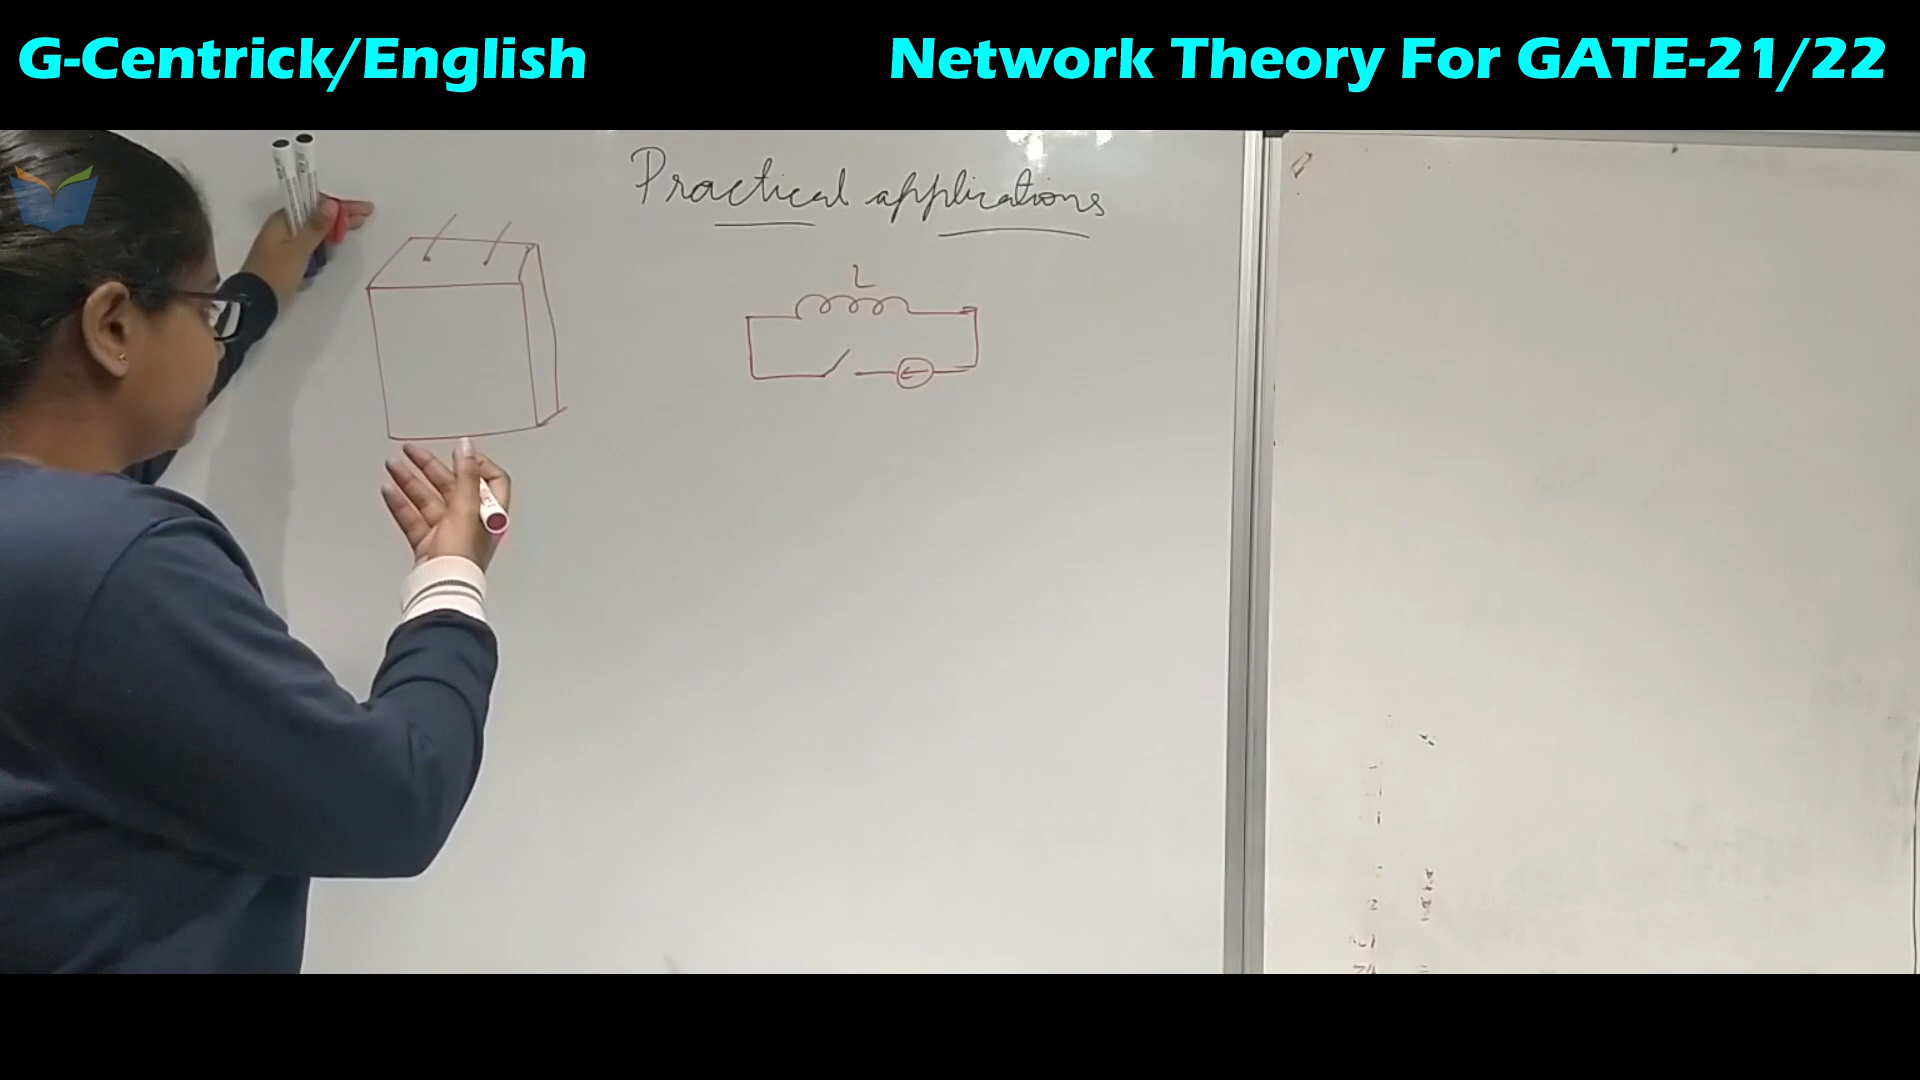 G-Centrick/English
Network Theory For GATE-21/22
Practical applications
L